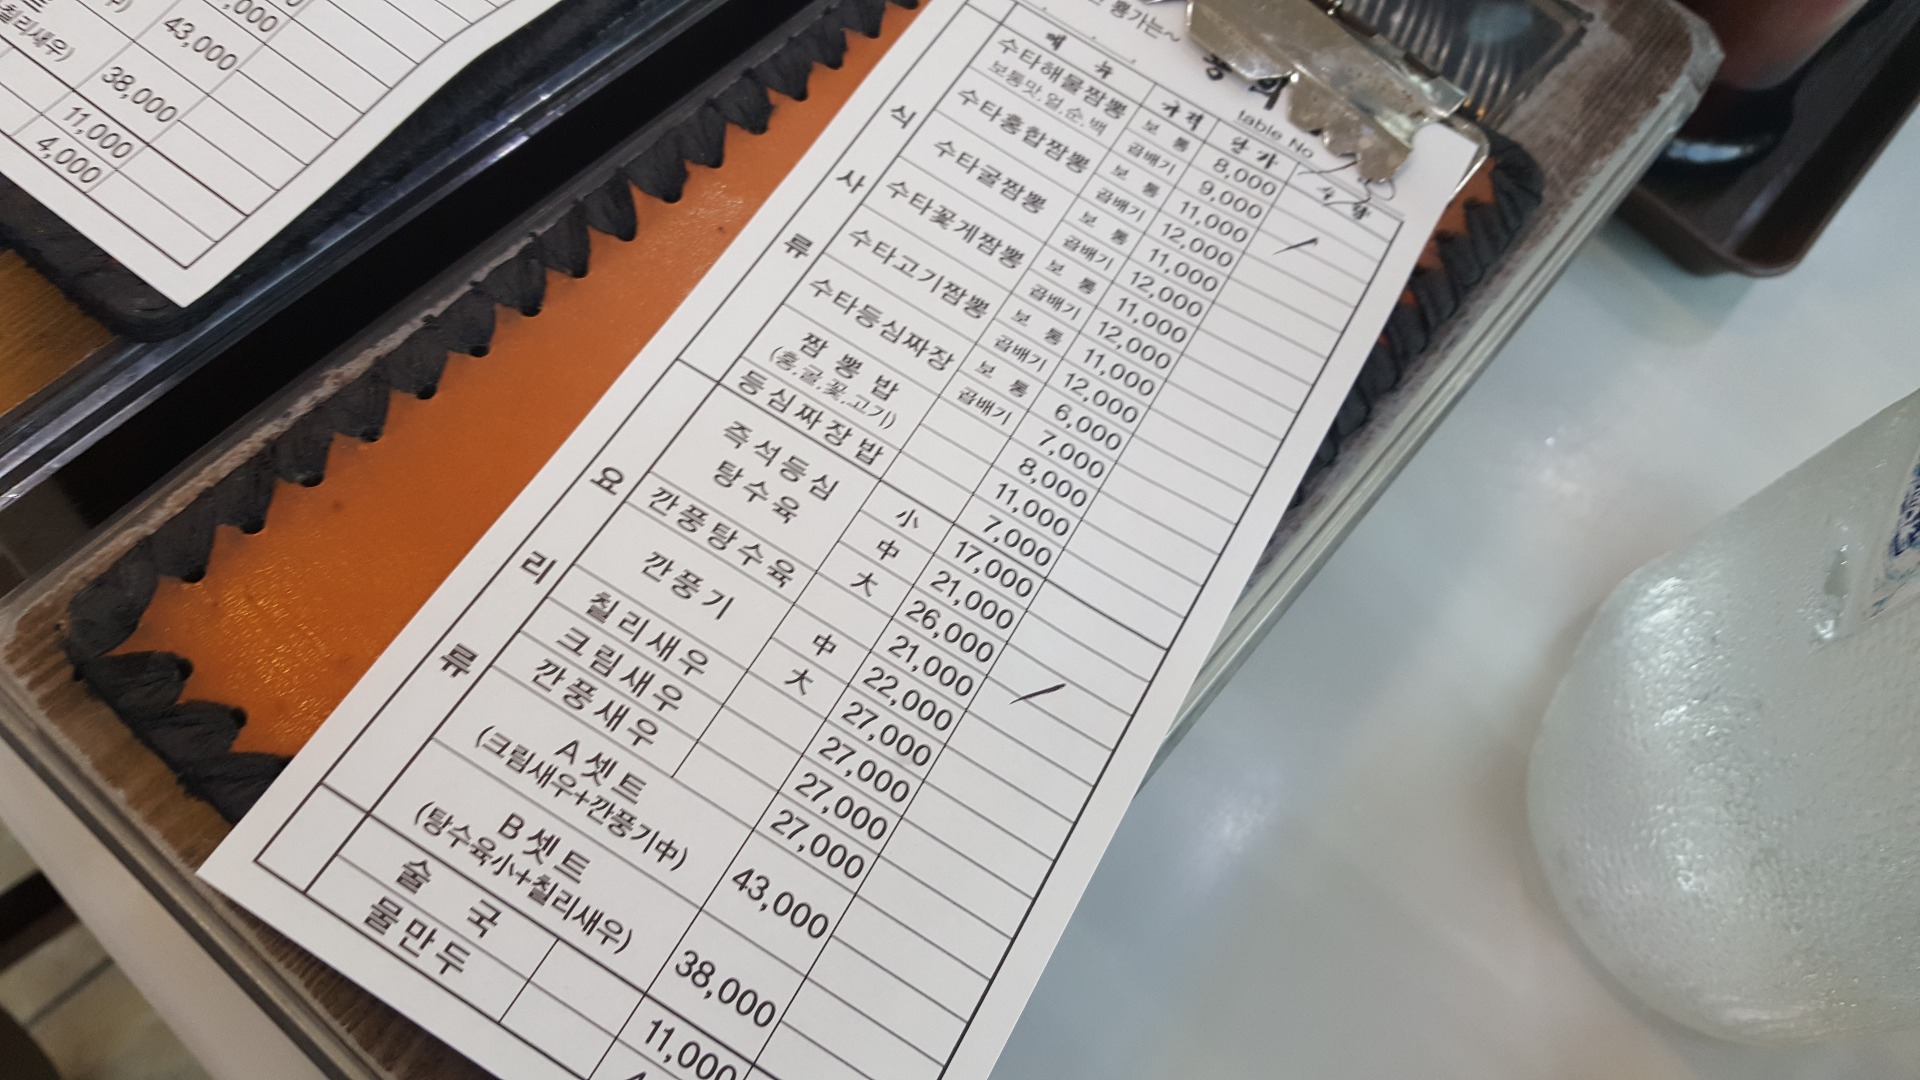 43,000
칠리새우)
38,000
11,000
4,000
뽕가는~
table No
메뉴 가격 단가 수량
식사류
수타해물짬뽕 보통 8,000
보통맛.얼.순.백 곱배기 9,000
수타홍합짬뽕 보통 11,000
곱배기 12,000
수타굴짬뽕 보통 11,000
곱배기 12,000
수타꽃게짬뽕 보통 11,000
곱배기 12,000
수타고기짬뽕 보통 11,000
곱배기 12,000
수타등심짜장 보통 6,000
곱배기 7,000
짬뽕밥 8,000
(홍,굴,꽃,고기) 11,000
등심짜장밥 7,000
요리류
즉석등심 小 17,000
탕수육 中 21,000
大 26,000
깐풍탕수육 21,000
깐풍기 中 22,000
大 27,000
칠리새우 27,000
크림새우 27,000
깐풍새우 27,000
A 셋트
(크림새우+깐풍기中) 43,000
B 셋트
(탕수육小+칠리새우) 38,000
술국 11,000
물만두